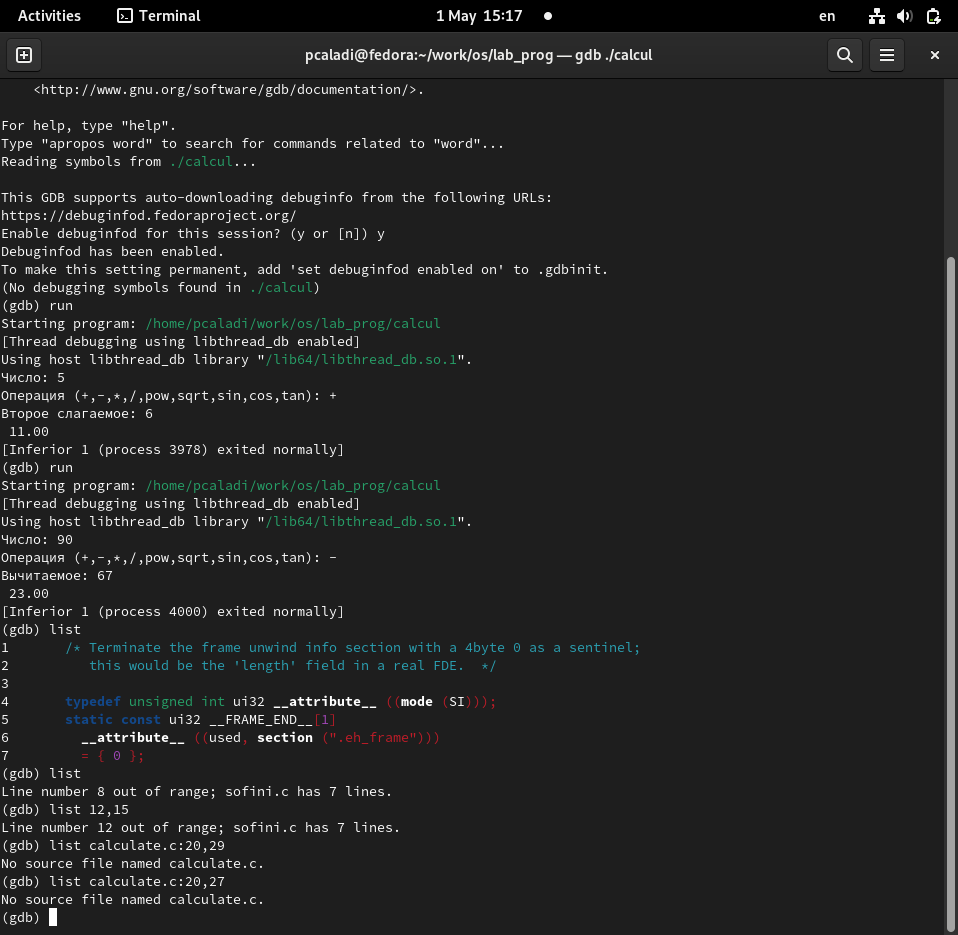 Activities Terminal 1 May 15:17 en
pcaladi@fedora:~/work/os/lab_prog — gdb ./calcul
<http://www.gnu.org/software/gdb/documentation/>.
For help, type "help".
Type "apropos word" to search for commands related to "word"...
Reading symbols from ./calcul...
This GDB supports auto-downloading debuginfo from the following URLs:
https://debuginfod.fedoraproject.org/
Enable debuginfod for this session? (y or [n]) y
Debuginfod has been enabled.
To make this setting permanent, add 'set debuginfod enabled on' to .gdbinit.
(No debugging symbols found in ./calcul)
(gdb) run
Starting program: /home/pcaladi/work/os/lab_prog/calcul
[Thread debugging using libthread_db enabled]
Using host libthread_db library "/lib64/libthread_db.so.1".
Число: 5
Операция (+,-,*,/,pow,sqrt,sin,cos,tan): +
Второе слагаемое: 6
11.00
[Inferior 1 (process 3978) exited normally]
(gdb) run
Starting program: /home/pcaladi/work/os/lab_prog/calcul
[Thread debugging using libthread_db enabled]
Using host libthread_db library "/lib64/libthread_db.so.1".
Число: 90
Операция (+,-,*,/,pow,sqrt,sin,cos,tan): -
Вычитаемое: 67
23.00
[Inferior 1 (process 4000) exited normally]
(gdb) list
1 /* Terminate the frame unwind info section with a 4byte 0 as a sentinel;
2 this would be the 'length' field in a real FDE.  */
3
4 typedef unsigned int ui32 __attribute__ ((mode (SI)));
5 static const ui32 __FRAME_END__[1]
6 __attribute__ ((used, section (".eh_frame")))
7 = { 0 };
(gdb) list
Line number 8 out of range; sofini.c has 7 lines.
(gdb) list 12,15
Line number 12 out of range; sofini.c has 7 lines.
(gdb) list calculate.c:20,29
No source file named calculate.c.
(gdb) list calculate.c:20,27
No source file named calculate.c.
(gdb)